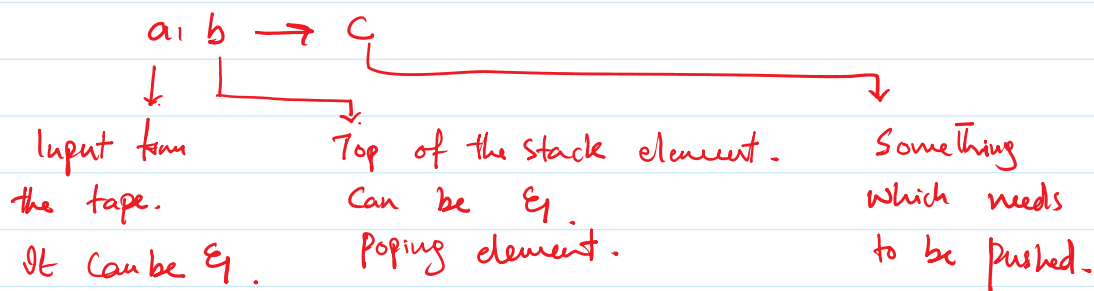 a, b → c
Input from Top of the stack element. Something
the tape. Can be ε. which needs
It can be ε. Poping element. to be pushed.